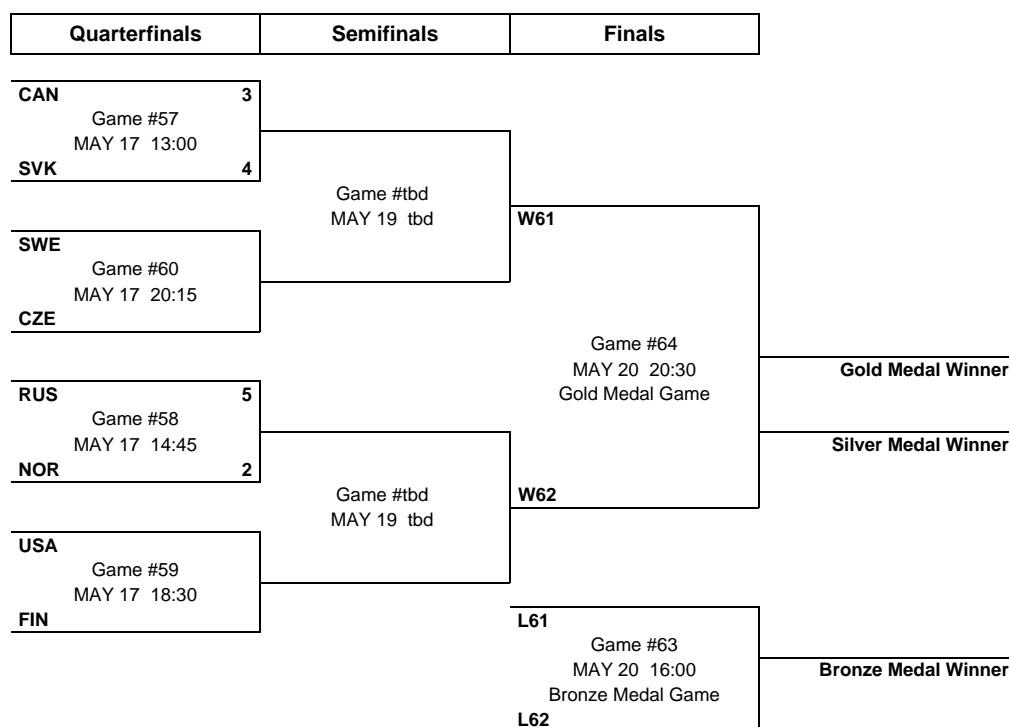 Quarterfinals Semifinals Finals
CAN 3
Game #57
MAY 17 13:00
SVK 4
Game #tbd
MAY 19 tbd
SWE
Game #60
MAY 17 20:15
CZE
W61
Game #64
MAY 20 20:30
Gold Medal Game
Gold Medal Winner
Silver Medal Winner
RUS 5
Game #58
MAY 17 14:45
NOR 2
Game #tbd
MAY 19 tbd
W62
USA
Game #59
MAY 17 18:30
FIN
L61
Game #63
MAY 20 16:00
Bronze Medal Game
L62
Bronze Medal Winner